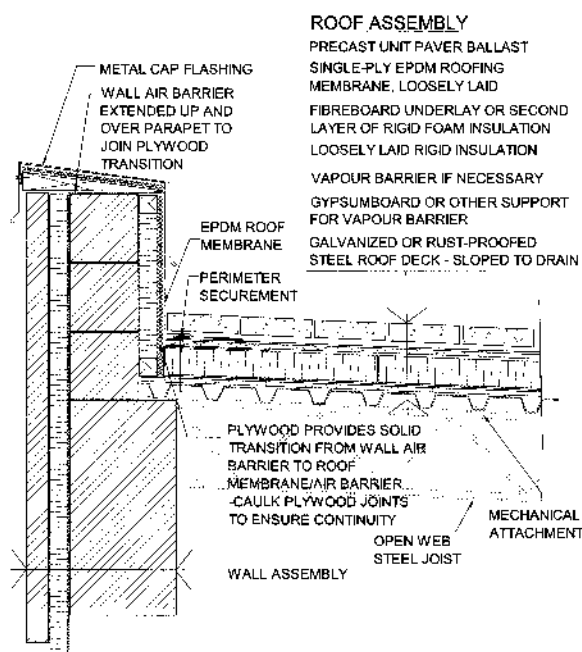 ROOF ASSEMBLY
PRECAST UNIT PAVER BALLAST
SINGLE-PLY EPDM ROOFING
MEMBRANE, LOOSELY LAID
FIBREBOARD UNDERLAY OR SECOND
LAYER OF RIGID FOAM INSULATION
LOOSELY LAID RIGID INSULATION
VAPOUR BARRIER IF NECESSARY
GYPSUMBOARD OR OTHER SUPPORT
FOR VAPOUR BARRIER
GALVANIZED OR RUST-PROOFED
STEEL ROOF DECK - SLOPED TO DRAIN
METAL CAP FLASHING
WALL AIR BARRIER
EXTENDED UP AND
OVER PARAPET TO
JOIN PLYWOOD
TRANSITION
EPDM ROOF
MEMBRANE
PERIMETER
SECUREMENT
PLYWOOD PROVIDES SOLID
TRANSITION FROM WALL AIR
BARRIER TO ROOF
MEMBRANE/AIR BARRIER
-CAULK PLYWOOD JOINTS
TO ENSURE CONTINUITY
MECHANICAL
ATTACHMENT
OPEN WEB
STEEL JOIST
WALL ASSEMBLY